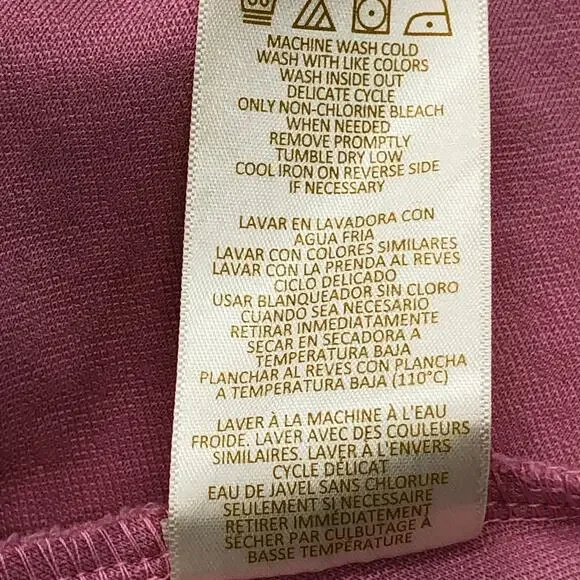 MACHINE WASH COLD
WASH WITH LIKE COLORS
WASH INSIDE OUT
DELICATE CYCLE
ONLY NON-CHLORINE BLEACH
WHEN NEEDED
REMOVE PROMPTLY
TUMBLE DRY LOW
COOL IRON ON REVERSE SIDE
IF NECESSARY
LAVAR EN LAVADORA CON
AGUA FRIA
LAVAR CON COLORES SIMILARES
LAVAR CON LA PRENDA AL REVES
CICLO DELICADO
USAR BLANQUEADOR SIN CLORO
CUANDO SEA NECESARIO
RETIRAR INMEDIATAMENTE
SECAR EN SECADORA A
TEMPERATURA BAJA
PLANCHAR AL REVES CON PLANCHA
A TEMPERATURA BAJA (110°C)
LAVER À LA MACHINE À L'EAU
FROIDE. LAVER AVEC DES COULEURS
SIMILAIRES. LAVER À L'ENVERS
CYCLE DÉLICAT
EAU DE JAVEL SANS CHLORURE
SEULEMENT SI NECESSAIRE
RETIRER IMMÉDIATEMENT
SÉCHER PAR CULBUTAGE À
BASSE TEMPÉRATURE